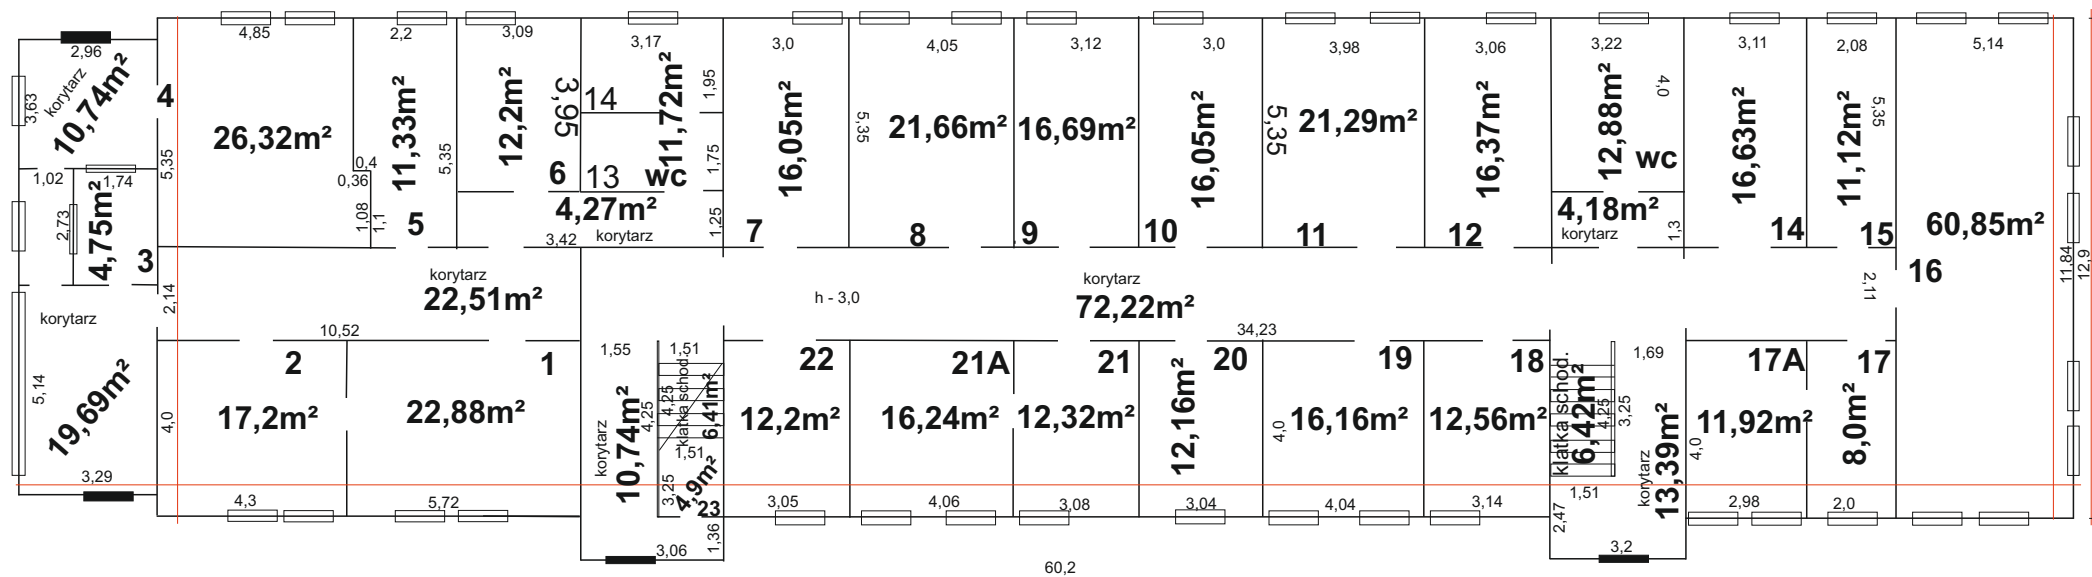 4,85
2,2
3,09
3,17
3,0
4,05
3,12
3,0
3,98
3,06
3,22
3,11
2,08
5,14
2,96
3,63
korytarz
10,74m²
4
26,32m²
11,33m²
12,2m²
3,95
14
11,72m²
1,95
16,05m²
5,35
21,66m²
16,69m²
16,05m²
5,35
21,29m²
16,37m²
12,88m²
4,0
wc
16,63m²
11,12m²
5,35
60,85m²
1,02
1,74
5,35
0,4
0,36
1,08
1,1
5,35
6
13
wc
1,75
2,73
4,75m²
3
5
4,27m²
1,25
3,42
korytarz
7
8
9
10
11
12
4,18m²
korytarz
1,3
14
15
16
11,84
12,9
korytarz
2,14
korytarz
22,51m²
h - 3,0
korytarz
72,22m²
2,11
10,52
34,23
5,14
19,69m²
3,29
4,0
2
17,2m²
4,3
1
22,88m²
5,72
1,55
korytarz
10,74m²
4,25
1,51
4,25
klatka schod.
6,41m²
1,51
3,25
4,9m²
23
1,36
3,06
22
12,2m²
3,05
21A
16,24m²
4,06
21
12,32m²
3,08
20
12,16m²
3,04
19
4,0
16,16m²
4,04
18
12,56m²
3,14
klatka schod.
6,42m²
4,25
3,25
1,69
1,51
2,47
korytarz
13,39m²
3,2
17A
4,0
11,92m²
2,98
17
8,0m²
2,0
60,2